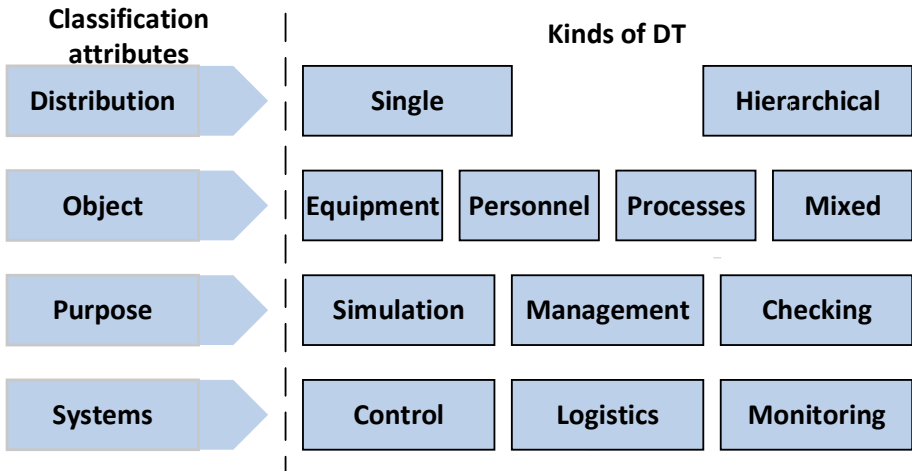 Classification
attributes
Kinds of DT
Distribution
Single
Hierarchical
Object
Equipment
Personnel
Processes
Mixed
Purpose
Simulation
Management
Checking
Systems
Control
Logistics
Monitoring